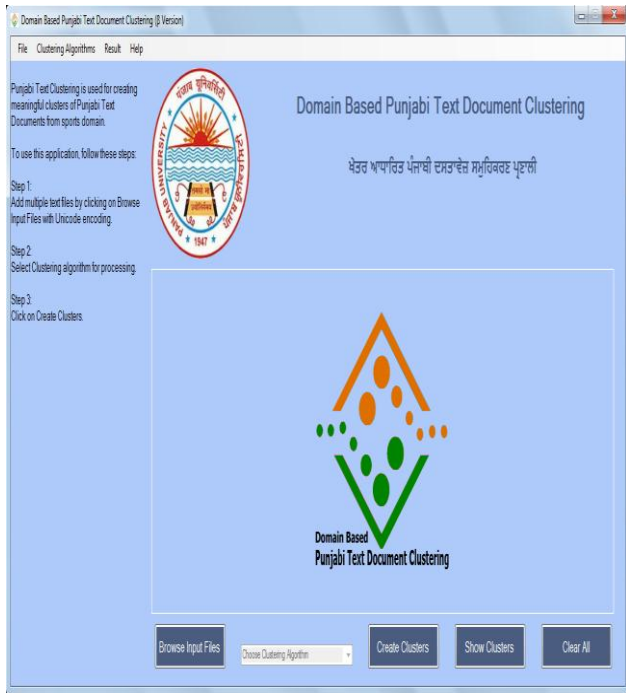 Domain Based Punjabi Text Document Clustering (β Version)
File Clustering Algorithms Result Help
Punjabi Text Clustering is used for creating
meaningful clusters of Punjabi Text
Documents from sports domain.
To use this application, follow these steps:
Step 1:
Add multiple text files by clicking on Browse
Input Files with Unicode encoding.
Step 2
Select Clustering algorithm for processing.
Step 3:
Click on Create Clusters.
ਪੰਜਾਬ ਯੂਨਿਵਰਸਿਟੀ
PANJAB UNIVERSITY
1947
Domain Based Punjabi Text Document Clustering
ਖੇਤਰ ਆਧਾਰਿਤ ਪੰਜਾਬੀ ਦਸਤਾਵੇਜ਼ ਸਮੂਹਿਕਰਣ ਪ੍ਰਣਾਲੀ
Domain Based
Punjabi Text Document Clustering
Browse Input Files
Choose Clustering Algorithm
Create Clusters
Show Clusters
Clear All